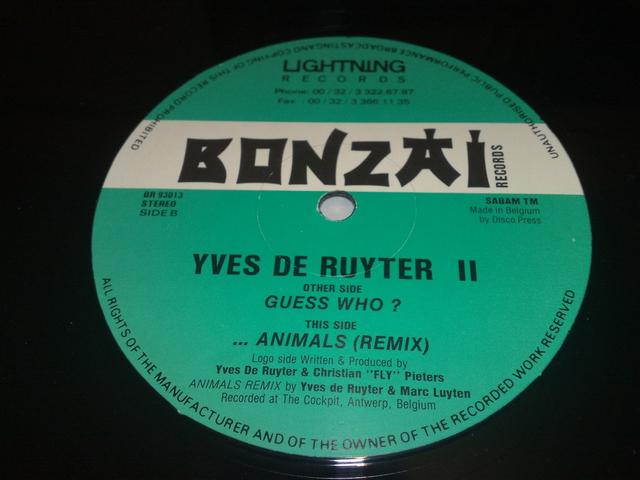 LIGHTNING
RECORDS
Phone: 00 / 32 / 3 322.67.87
Fax : 00 / 32 / 3 366 11 35
BONZAI
RECORDS
BR 93013
STEREO
SIDE B
SABAM TM
Made in Belgium
by Disco Press
YVES DE RUYTER II
OTHER SIDE
GUESS WHO ?
THIS SIDE
... ANIMALS (REMIX)
Logo side Written & Produced by
Yves De Ruyter & Christian "FLY" Pieters
ANIMALS REMIX by Yves de Ruyter & Marc Luyten
Recorded at The Cockpit, Antwerp, Belgium
ALL RIGHTS OF THE MANUFACTURER AND OF THE OWNER OF THE RECORDED WORK RESERVED
UNAUTHORISED PUBLIC PERFORMANCE BROADCASTING AND COPYING OF THIS RECORD PROHIBITED